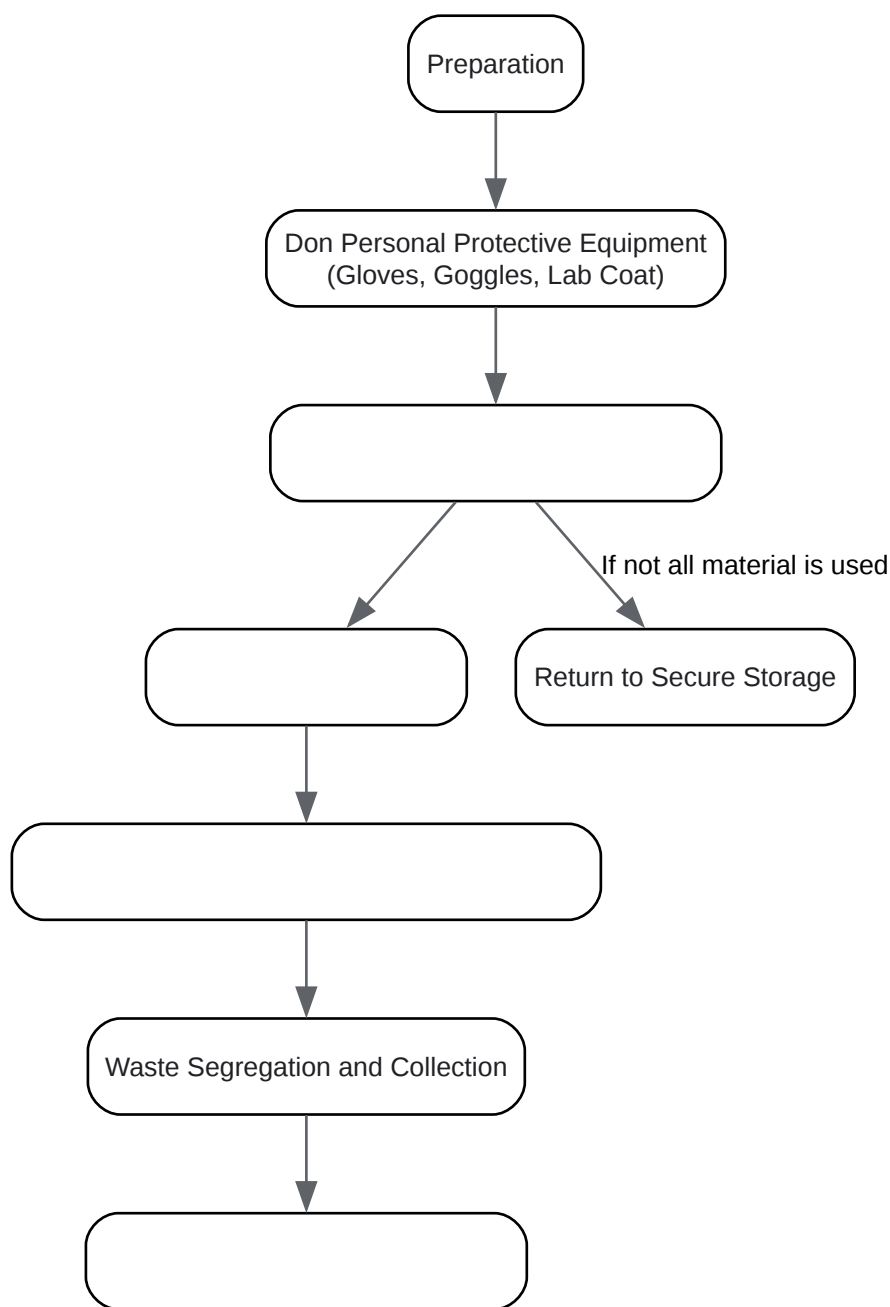 Preparation
Don Personal Protective Equipment
(Gloves, Goggles, Lab Coat)
If not all material is used
Return to Secure Storage
Waste Segregation and Collection